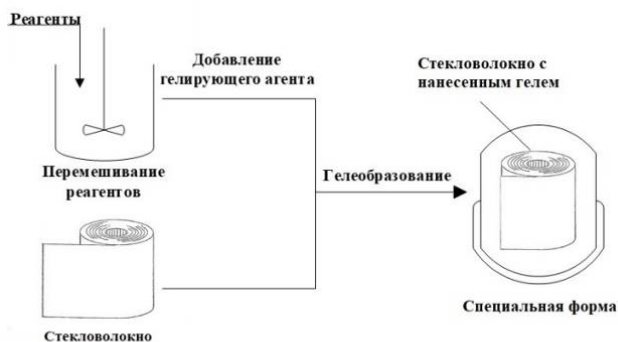 Реагенты
Добавление
гелирующего агента
Перемешивание
реагентов
Стекловолокно
Гелеобразование
Стекловолокно с
нанесенным гелем
Специальная форма